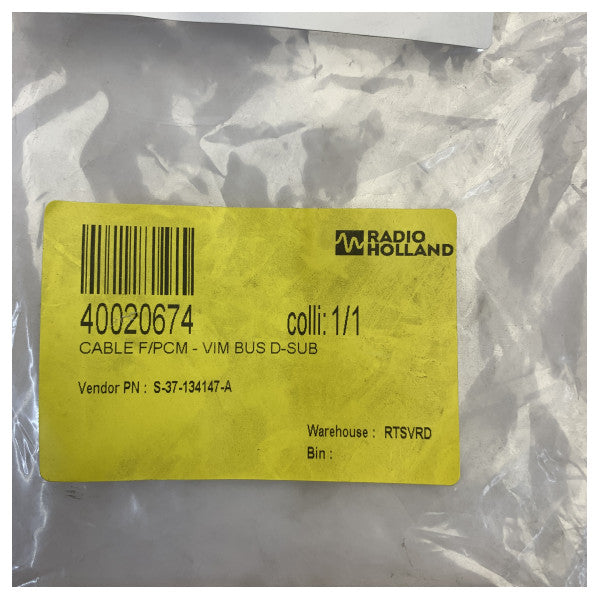 RADIO
HOLLAND
40020674 colli: 1/1
CABLE F/PCM - VIM BUS D-SUB
Vendor PN : S-37-134147-A
Warehouse : RTSVRD
Bin :